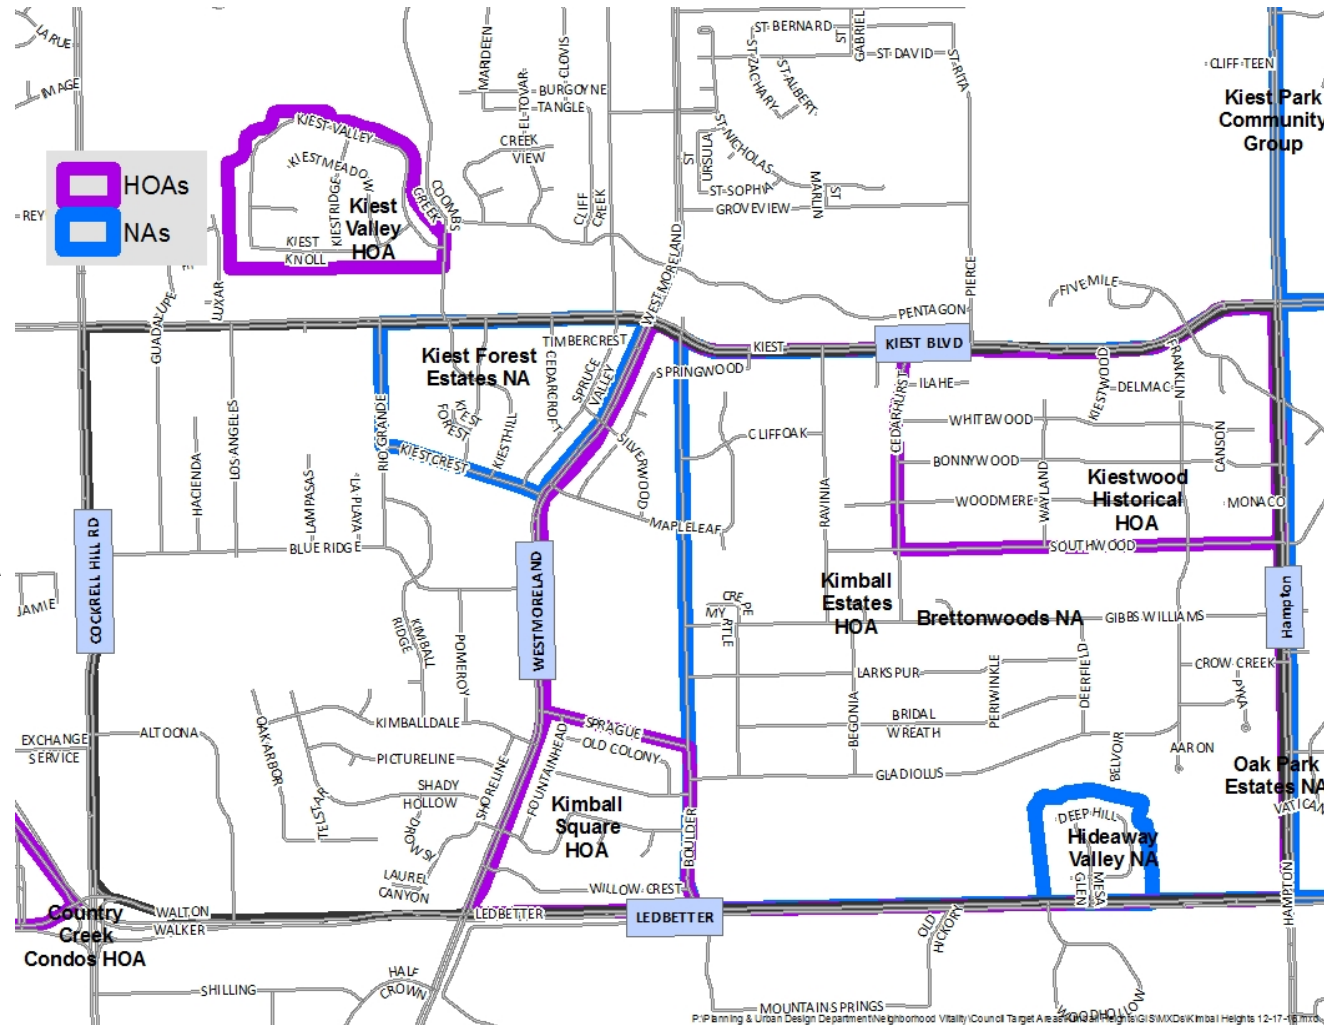 LA RUE
IMAGE
MARDEEN
EL TOVAR
CLOVIS
BURGOYNE
TANGLE
CREEK
VIEW
CLIFF
CREEK
ST BERNARD
ST
GABRIEL
ST DAVID
ST RITA
ST ZACHARY
ST ALBERT
ST NICHOLAS
ST
URSULA
ST SOPHIA
ST
MARLIN
GROVEVIEW
CLIFF TEEN
Kiest Park
Community
Group
HOAs
NAs
REY
KIEST VALLEY
KIESTMEADOW
KIESTRIDGE
Kiest
Valley
HOA
KIEST
KNOLL
COOMBS
CREEK
LUXAR
GUADALUPE
WESTMORELAND
PIERCE
FIVE MILE
PENTAGON
KIEST BLVD
KIEST
TIMBERCREST
Kiest Forest
Estates NA
SPRINGWOOD
CEDARCROFT
SPRUCE
VALLEY
KIEST
FOREST
KIESTHILL
KIESTCREST
RIO GRANDE
LOS ANGELES
HACIENDA
LAMPASAS
LA PLAYA
BLUE RIDGE
SILVERWOOD
MAPLELEAF
CLIFFOAK
RAVINIA
CEDARHURST
ILAHE
WHITEWOOD
BONNYWOOD
WOODMERE
WAYLAND
KIESTWOOD
DELMAC
FRANKLIN
CANSON
MONACO
Kiestwood
Historical
HOA
SOUTHWOOD
COCKRELL HILL RD
WESTMORELAND
Hampton
JAMIE
KIMBALL
RIDGE
POMEROY
Kimball
Estates
HOA
Brettonwoods NA
GIBBS WILLIAMS
CREPE
MYRTLE
LARKSPUR
BEGONIA
PERIWINKLE
DEERFIELD
CROW CREEK
PYKA
BRIDAL
WREATH
GLADIOLUS
BELVOIR
AARON
EXCHANGE
SERVICE
ALTOONA
OAK ARBOR
KIMBALLDALE
PICTURELINE
SHADY
HOLLOW
TELSTAR
DROWSY
LAUREL
CANYON
SHORELINE
FOUNTAINHEAD
SPRAGUE
OLD COLONY
Kimball
Square
HOA
BOULDER
WILLOW CREST
Oak Park
Estates NA
VATICAN
DEEP HILL
Hideaway
Valley NA
GLEN
MESA
Country
Creek
Condos HOA
WALTON
WALKER
LEDBETTER
LEDBETTER
OLD
HICKORY
HAMPTON
SHILLING
HALF
CROWN
MOUNTAIN SPRINGS
WOODHOLLOW